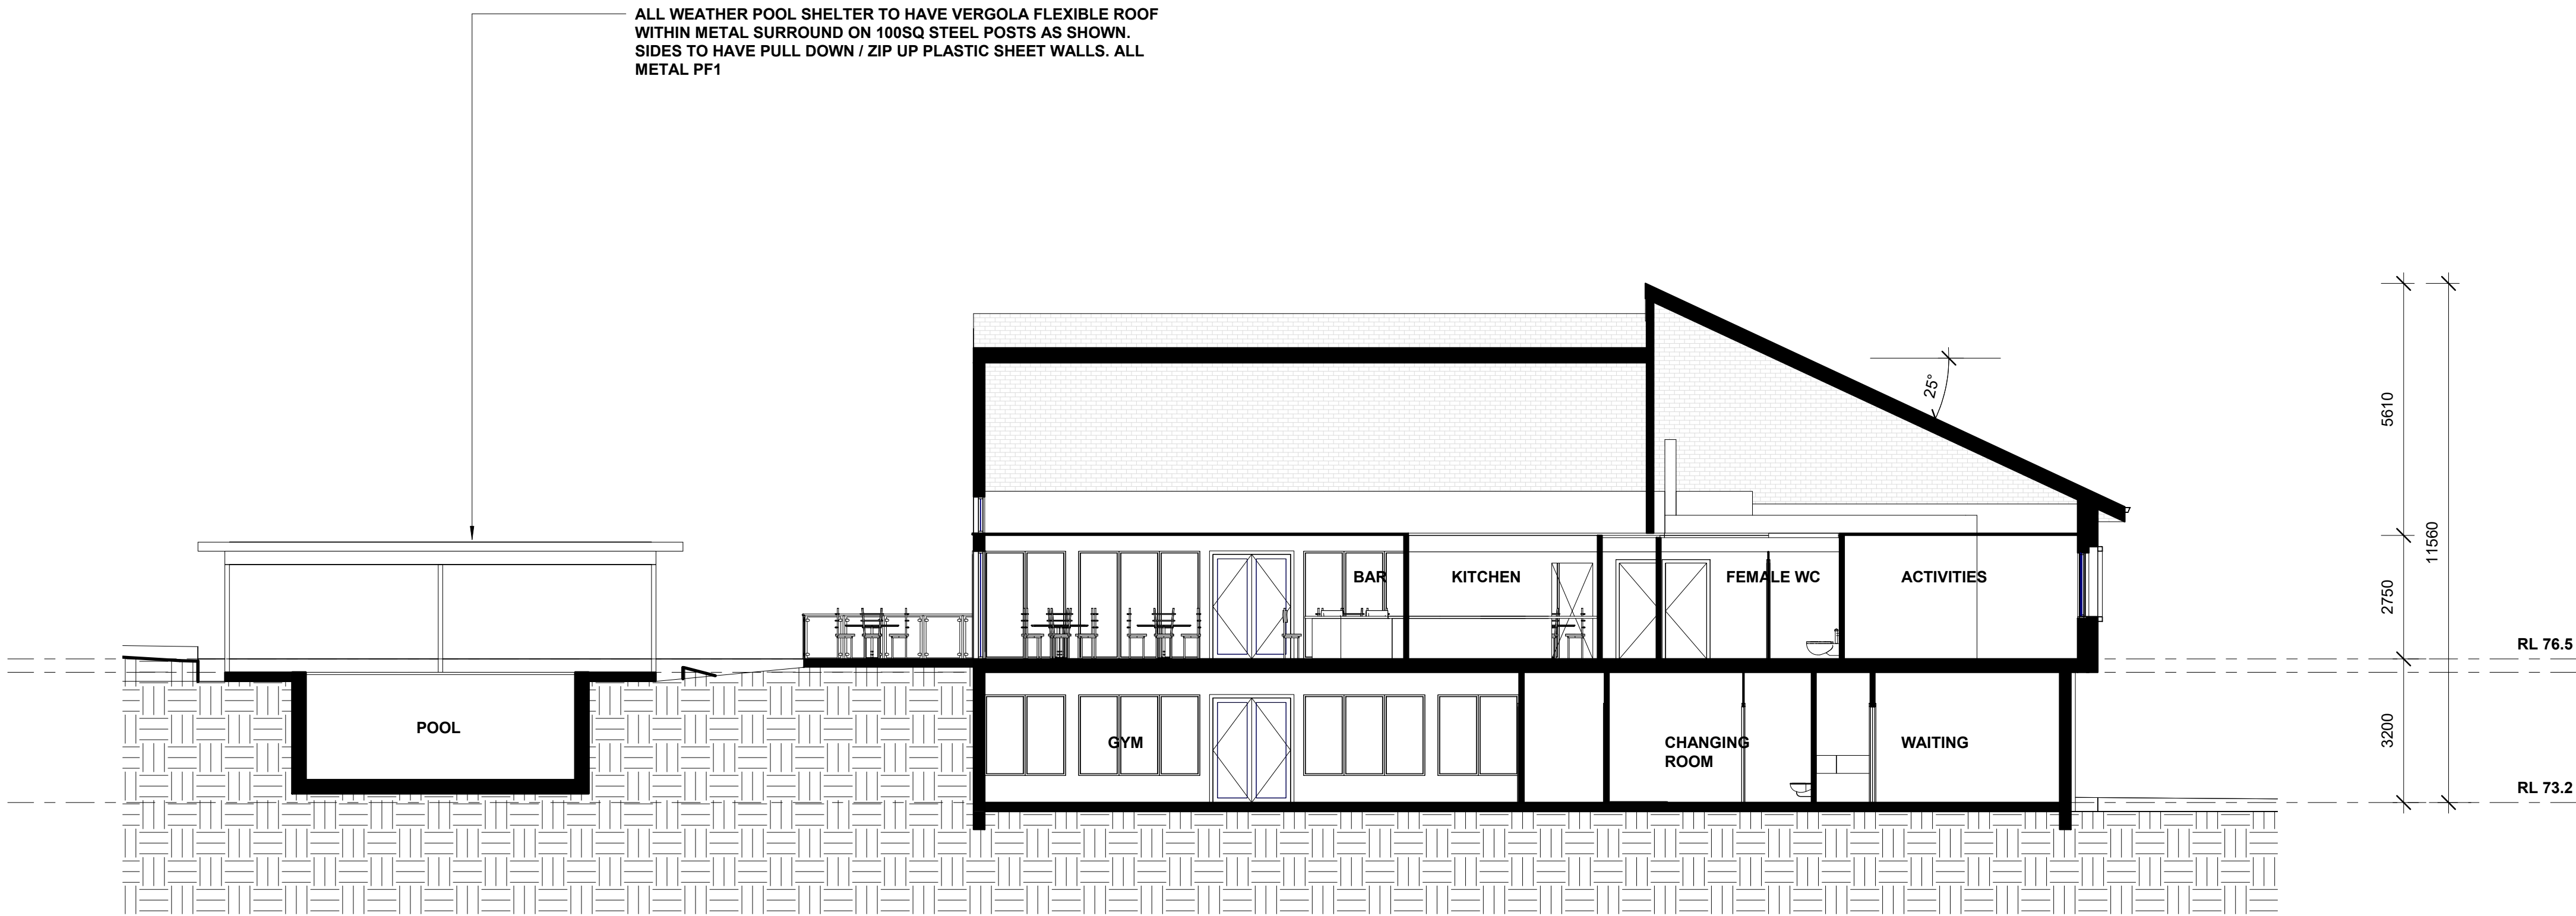 ALL WEATHER POOL SHELTER TO HAVE VERGOLA FLEXIBLE ROOF
WITHIN METAL SURROUND ON 100SQ STEEL POSTS AS SHOWN.
SIDES TO HAVE PULL DOWN / ZIP UP PLASTIC SHEET WALLS. ALL
METAL PF1
25°
5610
11560
BAR
KITCHEN
FEMALE WC
ACTIVITIES
2750
RL 76.5
POOL
GYM
CHANGING
ROOM
WAITING
3200
RL 73.2